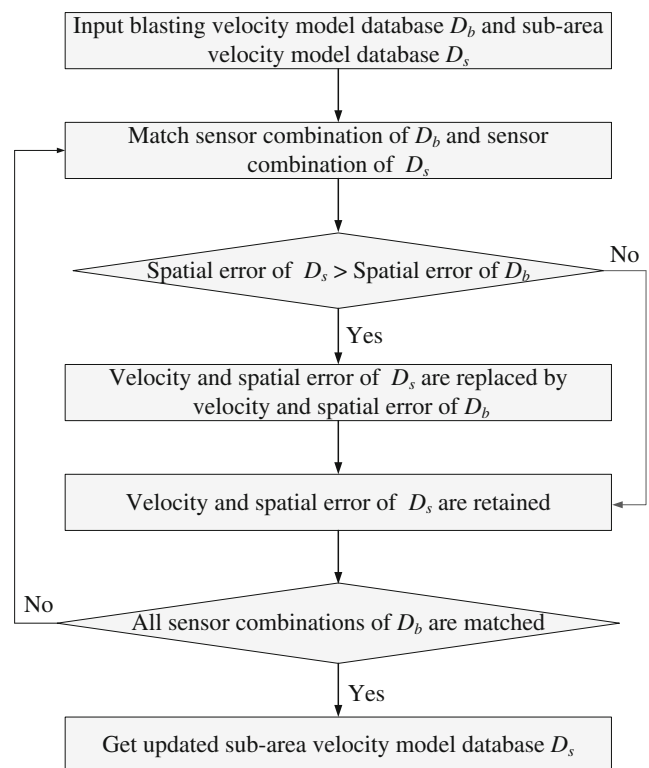 Input blasting velocity model database D_b and sub-area
velocity model database D_s
Match sensor combination of D_b and sensor
combination of D_s
Spatial error of D_s > Spatial error of D_b
No
Yes
Velocity and spatial error of D_s are replaced by
velocity and spatial error of D_b
Velocity and spatial error of D_s are retained
No
All sensor combinations of D_b are matched
Yes
Get updated sub-area velocity model database D_s